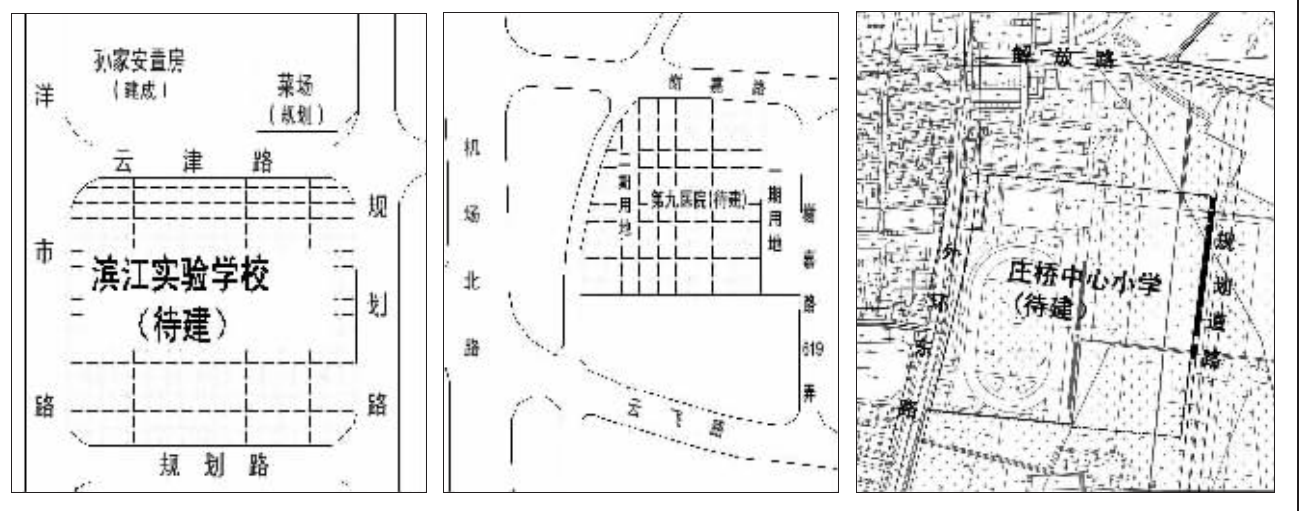 孙家安置房
（建成）
菜场
（规划）
洋市路
云津路
规划路
滨江实验学校
（待建）
规划路
嘉路
机场北路
二期用地
第九医院(待建)
一期用地
嘉路619弄
云飞路
解放路
外环东路
庄桥中心小学
(待建)
规划道路